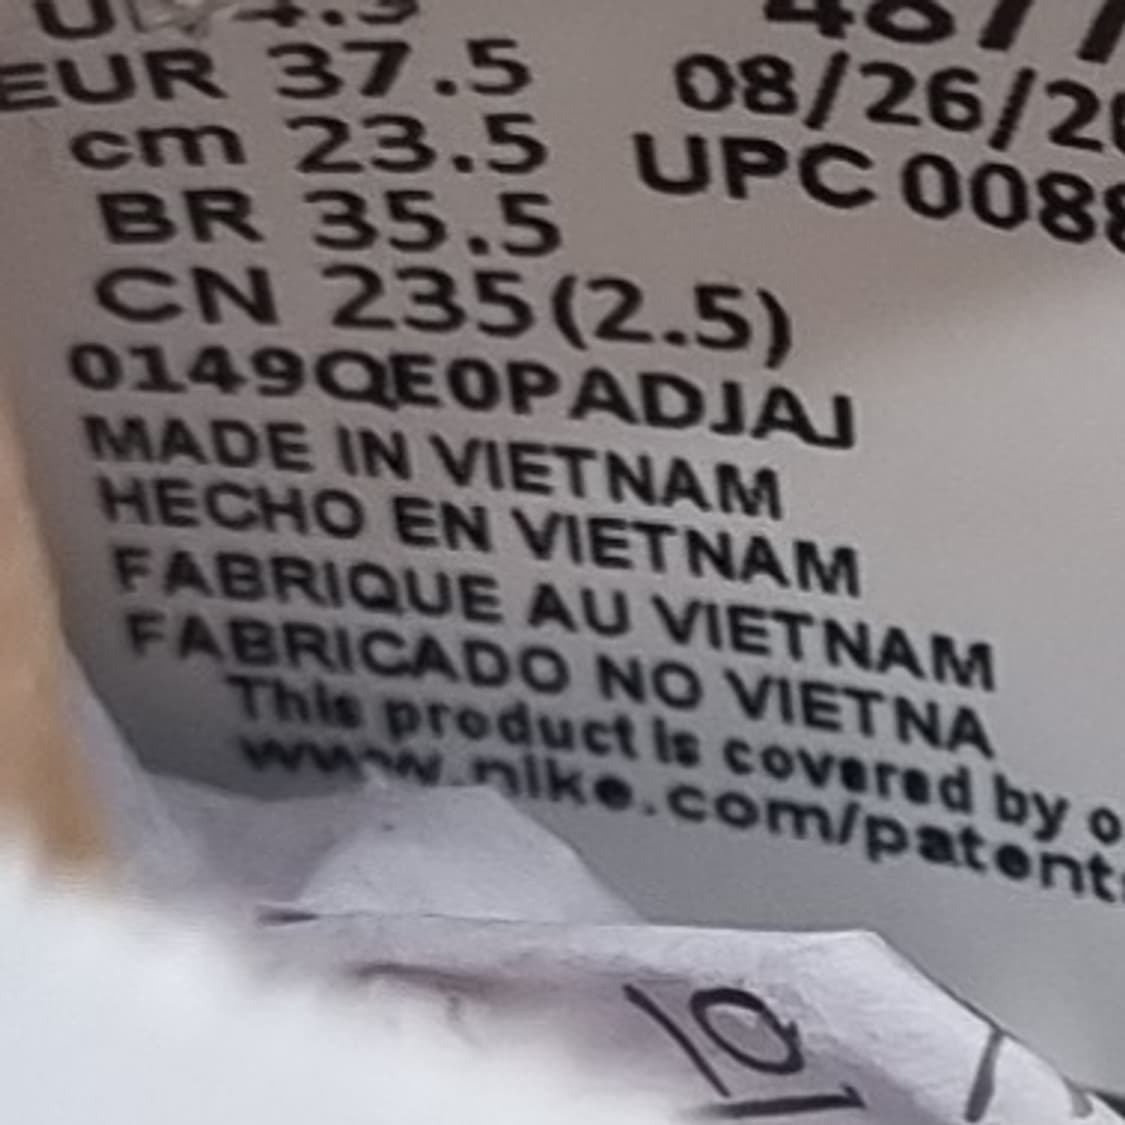 EUR 37.5
cm 23.5
BR 35.5
CN 235(2.5)
08/26/2
UPC 008
0149QE0PADJAJ
MADE IN VIETNAM
HECHO EN VIETNAM
FABRIQUE AU VIETNAM
FABRICADO NO VIETNA
This product is covered by o
www.nike.com/patents